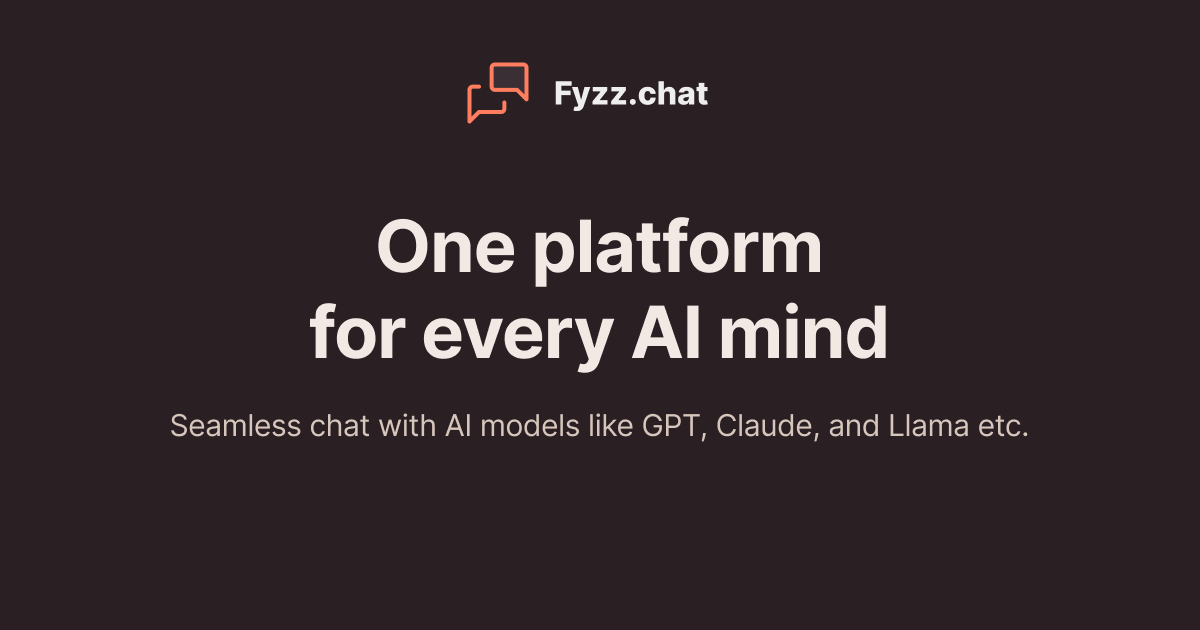 Fyzz.chat
One platform
for every AI mind
Seamless chat with AI models like GPT, Claude, and Llama etc.